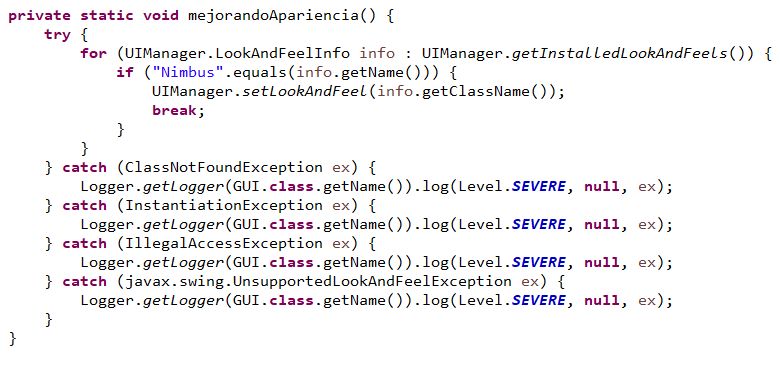 private static void mejorandoApariencia() {
    try {
        for (UIManager.LookAndFeelInfo info : UIManager.getInstalledLookAndFeels()) {
            if ("Nimbus".equals(info.getName())) {
                UIManager.setLookAndFeel(info.getClassName());
                break;
            }
        }
    } catch (ClassNotFoundException ex) {
        Logger.getLogger(GUI.class.getName()).log(Level.SEVERE, null, ex);
    } catch (InstantiationException ex) {
        Logger.getLogger(GUI.class.getName()).log(Level.SEVERE, null, ex);
    } catch (IllegalAccessException ex) {
        Logger.getLogger(GUI.class.getName()).log(Level.SEVERE, null, ex);
    } catch (javax.swing.UnsupportedLookAndFeelException ex) {
        Logger.getLogger(GUI.class.getName()).log(Level.SEVERE, null, ex);
    }
}